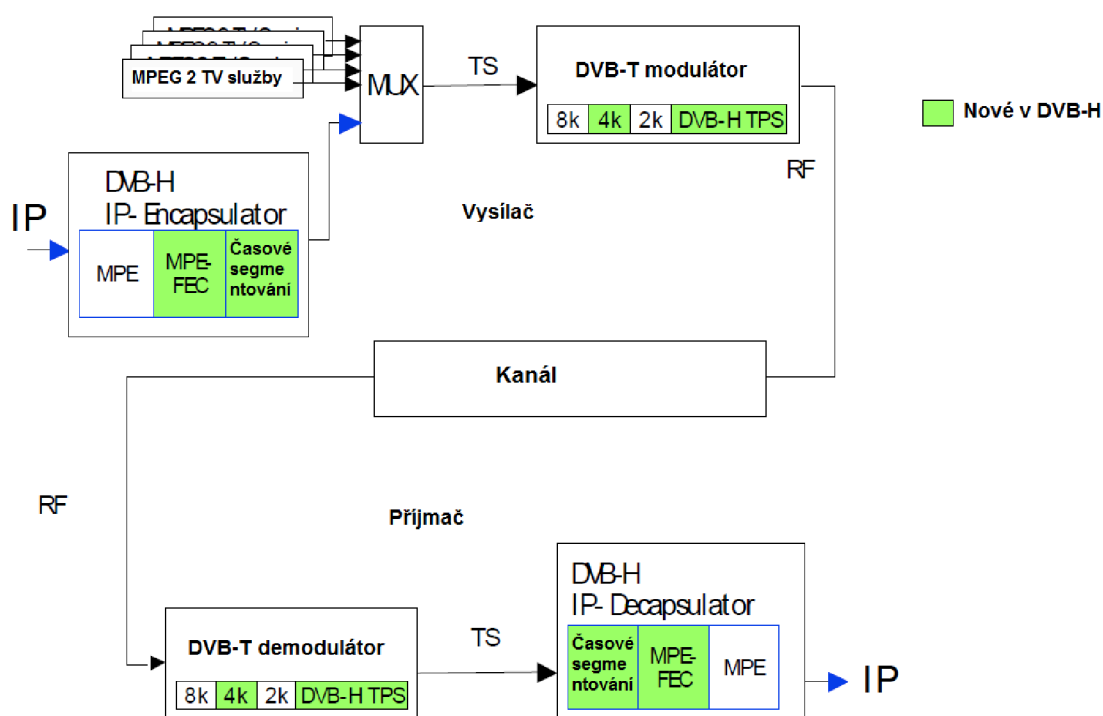 MPEG 2 TV služby
MUX
TS
DVB-T modulátor
8k 4k 2k DVB-H TPS
Nové v DVB-H
RF
DVB-H
IP- Encapsulator
IP
MPE
MPE-
FEC
Časové
segme
ntování
Vysílač
Kanál
RF
Příjmač
DVB-T demodulátor
8k 4k 2k DVB-H TPS
TS
DVB-H
IP- Decapsulator
Časové
segme
ntování
MPE-
FEC
MPE
IP